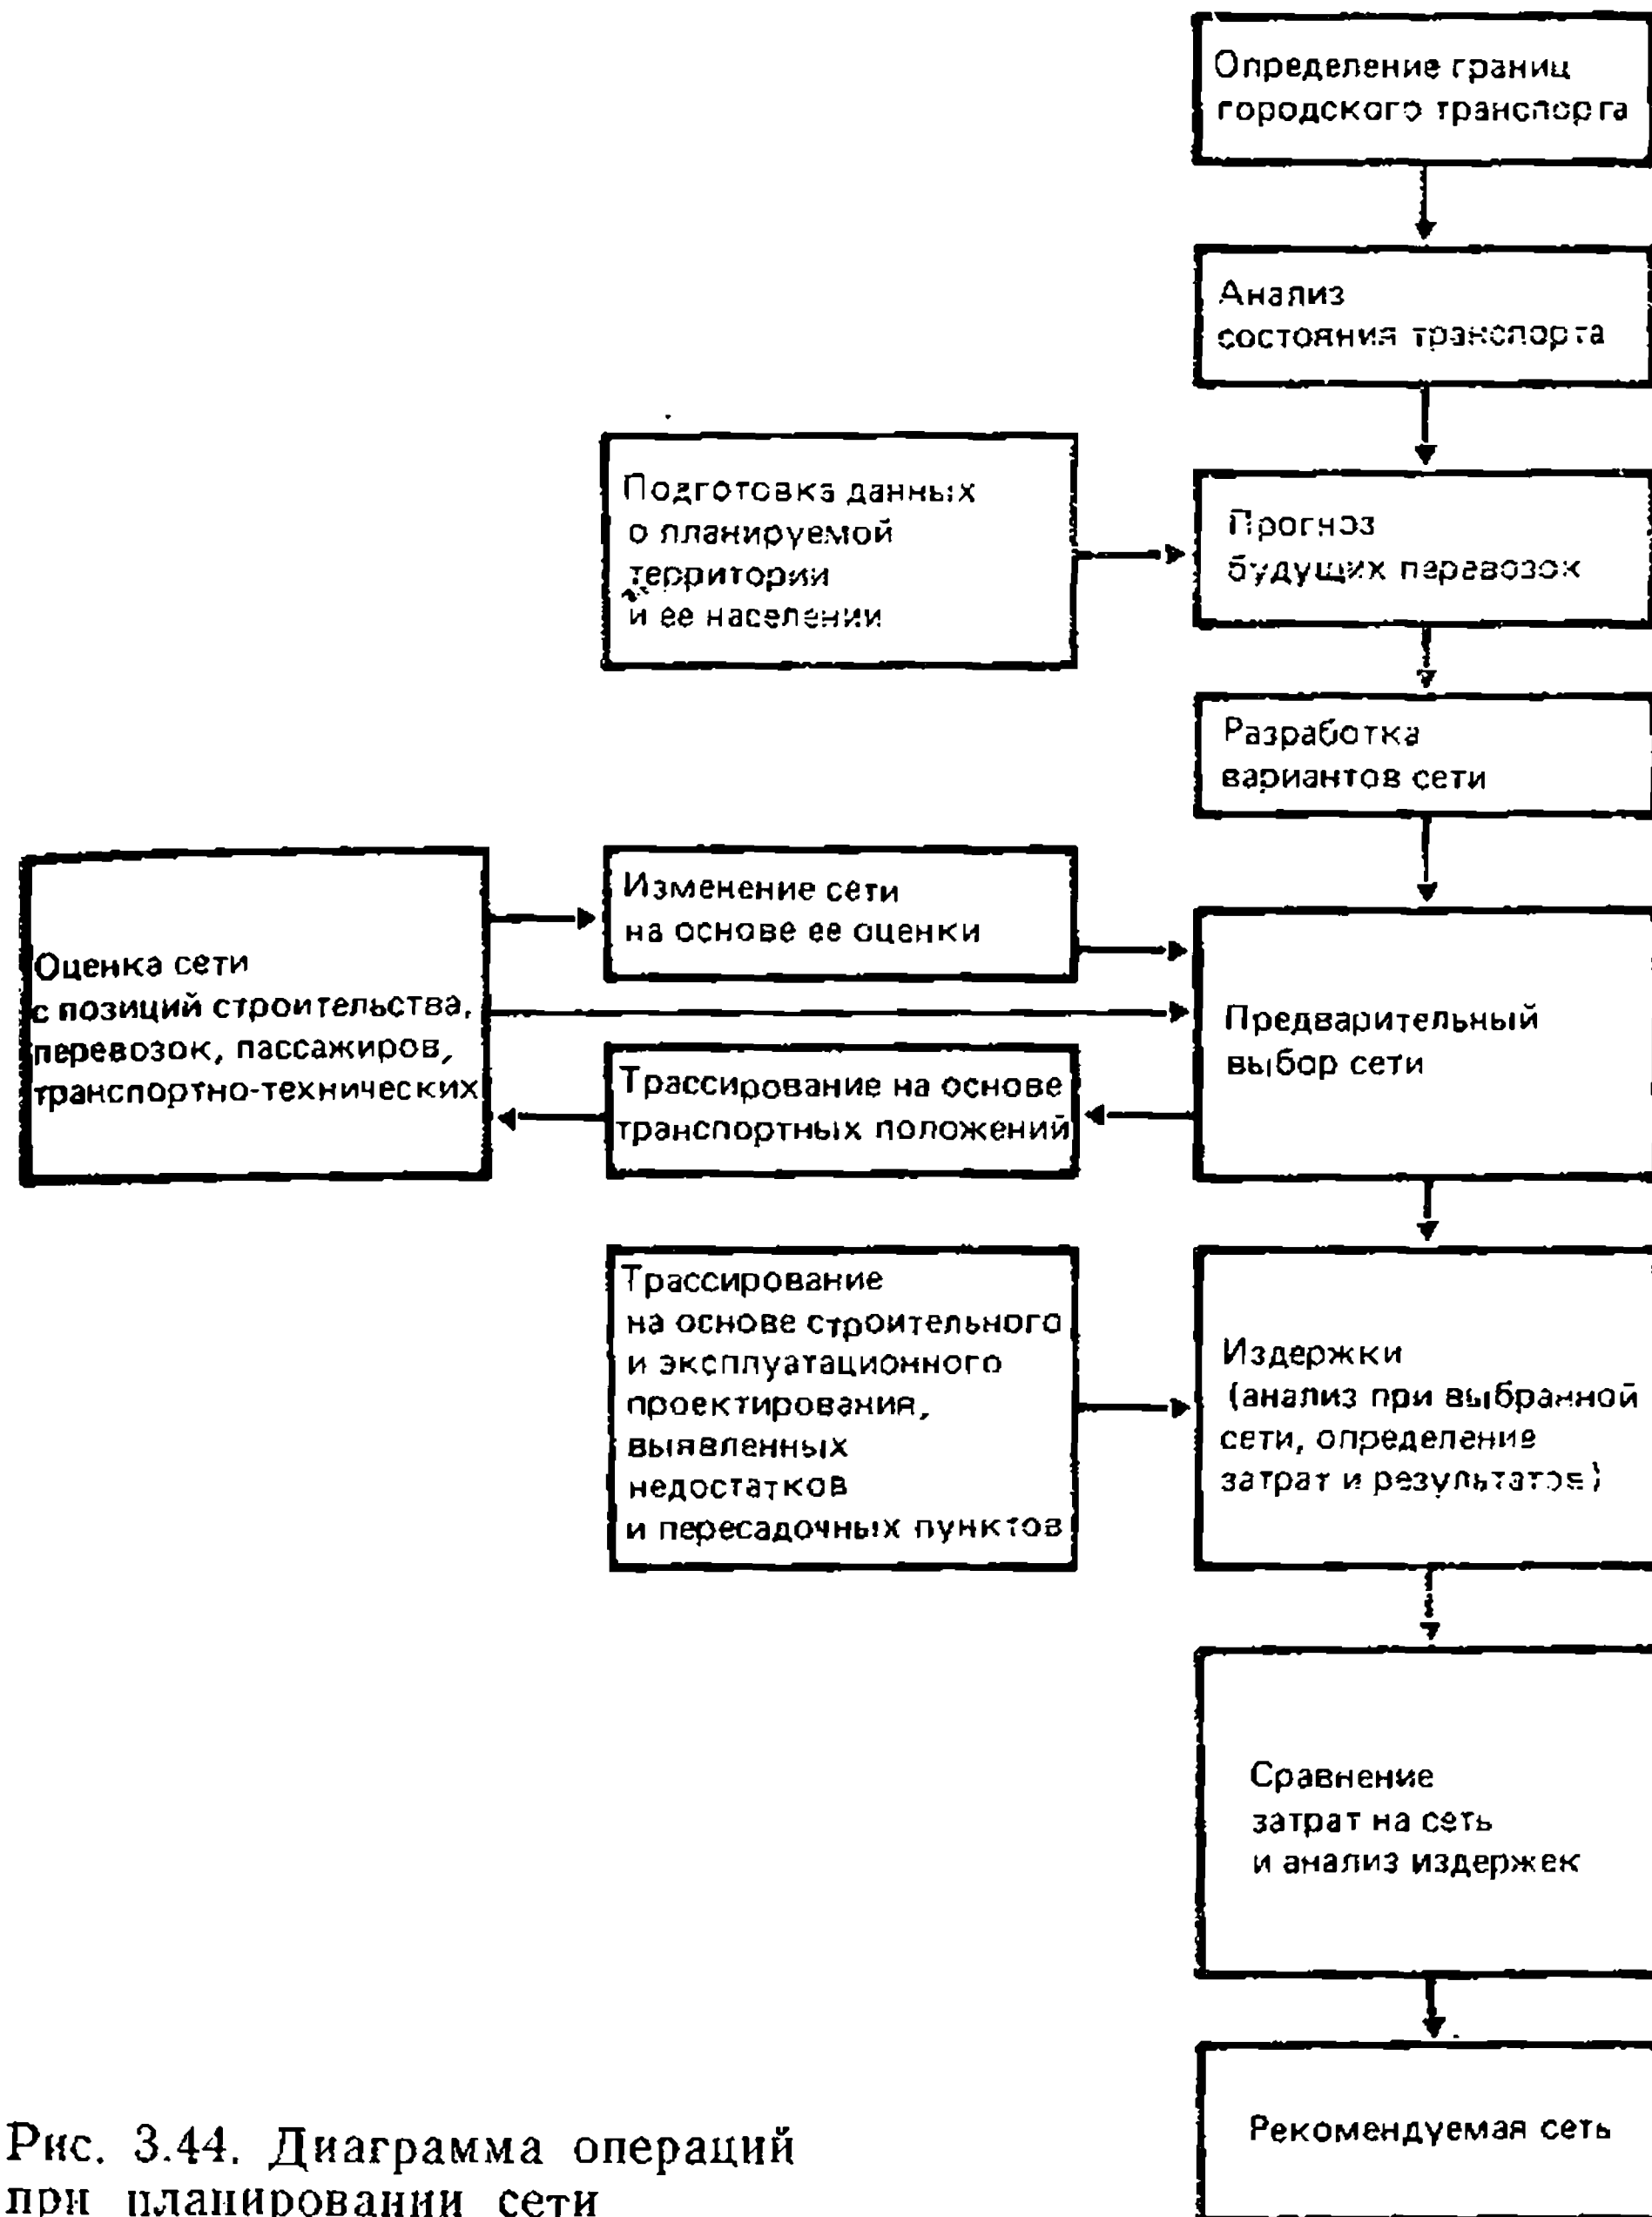 Определение границ
городского транспорта
Анализ
состояния транспорта
Подготовка данных
о планируемой
территории
и ее населении
Прогноз
будущих перевозок
Разработка
вариантов сети
Оценка сети
с позиций строительства,
перевозок, пассажиров,
транспортно-технических
Изменение сети
на основе ее оценки
Трассирование на основе
транспортных положений
Предварительный
выбор сети
Трассирование
на основе строительного
и эксплуатационного
проектирования,
выявленных
недостатков
и пересадочных пунктов
Издержки
(анализ при выбранной
сети, определение
затрат и результатов)
Сравнение
затрат на сеть
и анализ издержек
Рекомендуемая сеть
Рис. 3.44. Диаграмма операций
при планировании сети